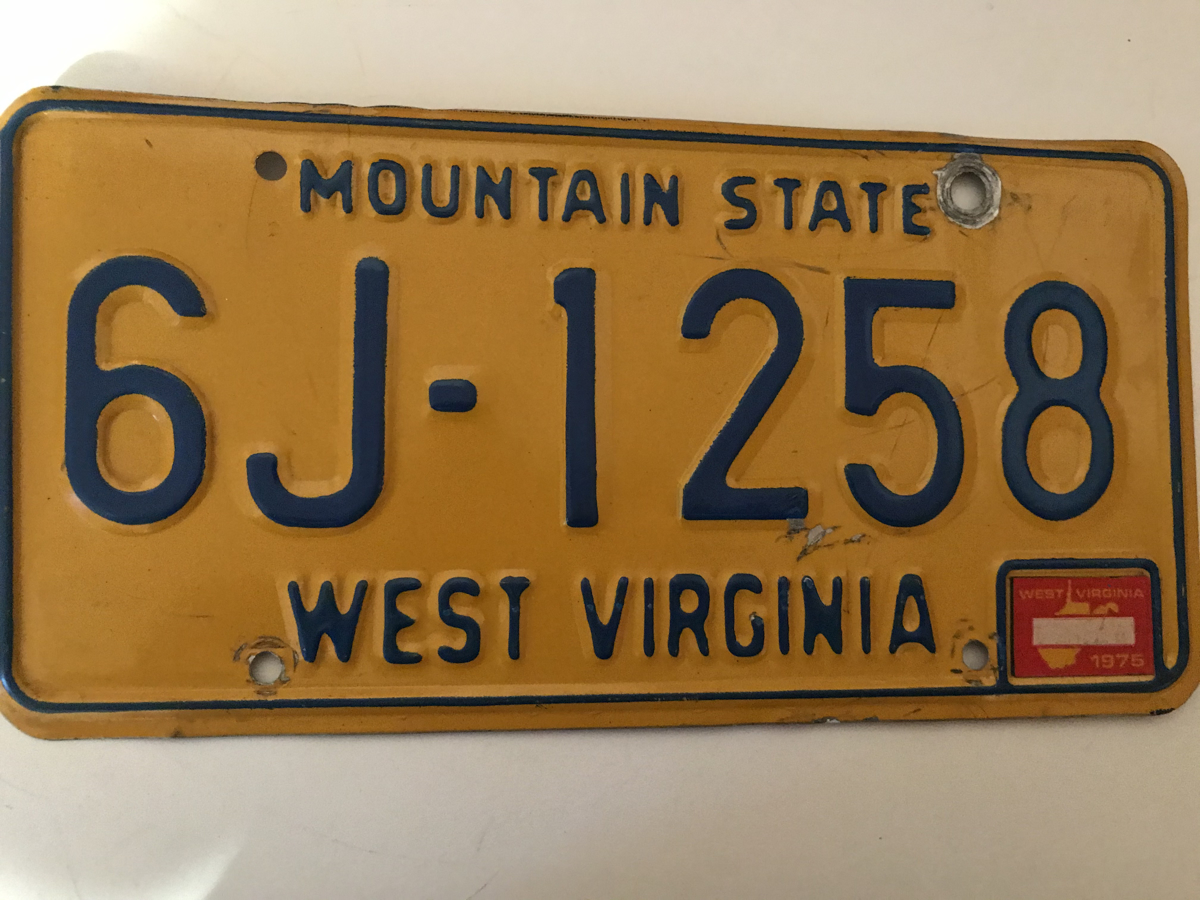 MOUNTAIN STATE
6J-1258
WEST VIRGINIA
WEST VIRGINIA
1975